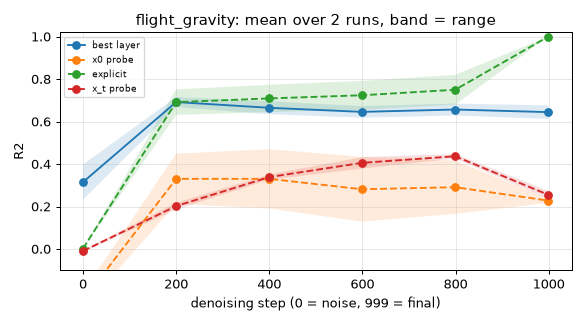 flight_gravity: mean over 2 runs, band = range
best layer
x0 probe
explicit
x_t probe
R2
1.0
0.8
0.6
0.4
0.2
0.0
0
200
400
600
800
1000
denoising step (0 = noise, 999 = final)